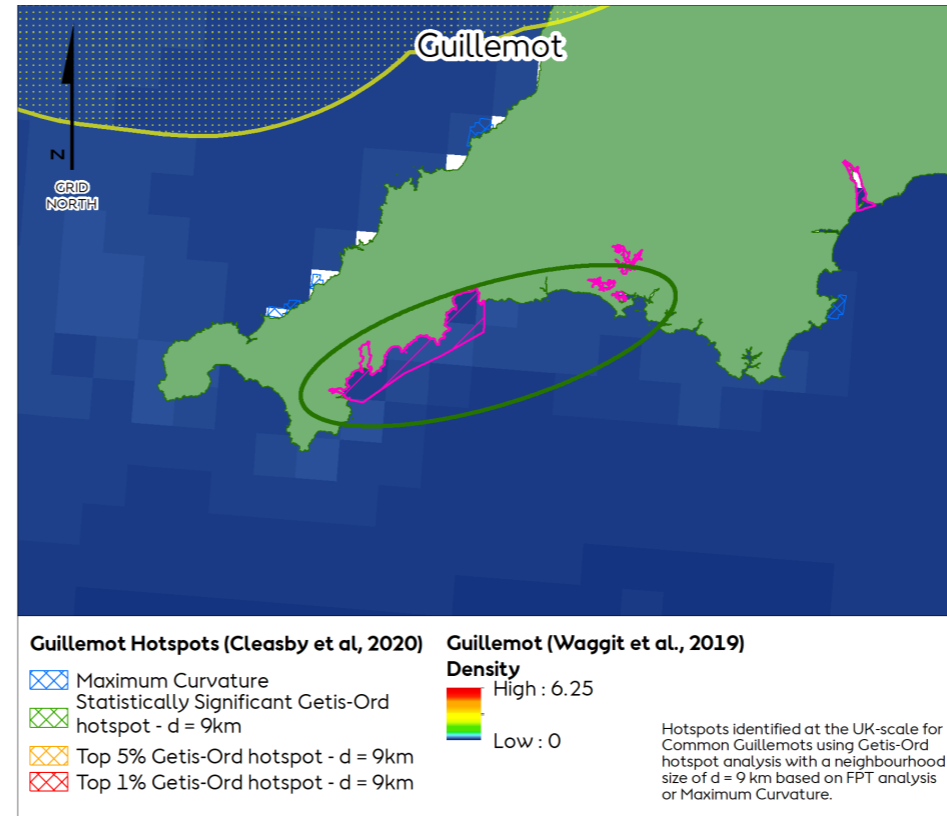 Guillemot
N
GRID
NORTH
Guillemot Hotspots (Cleasby et al, 2020)
Maximum Curvature
Statistically Significant Getis-Ord
hotspot - d = 9km
Top 5% Getis-Ord hotspot - d = 9km
Top 1% Getis-Ord hotspot - d = 9km
Guillemot (Waggit et al., 2019)
Density
High : 6.25
Low : 0
Hotspots identified at the UK-scale for
Common Guillemots using Getis-Ord
hotspot analysis with a neighbourhood
size of d = 9 km based on FPT analysis
or Maximum Curvature.